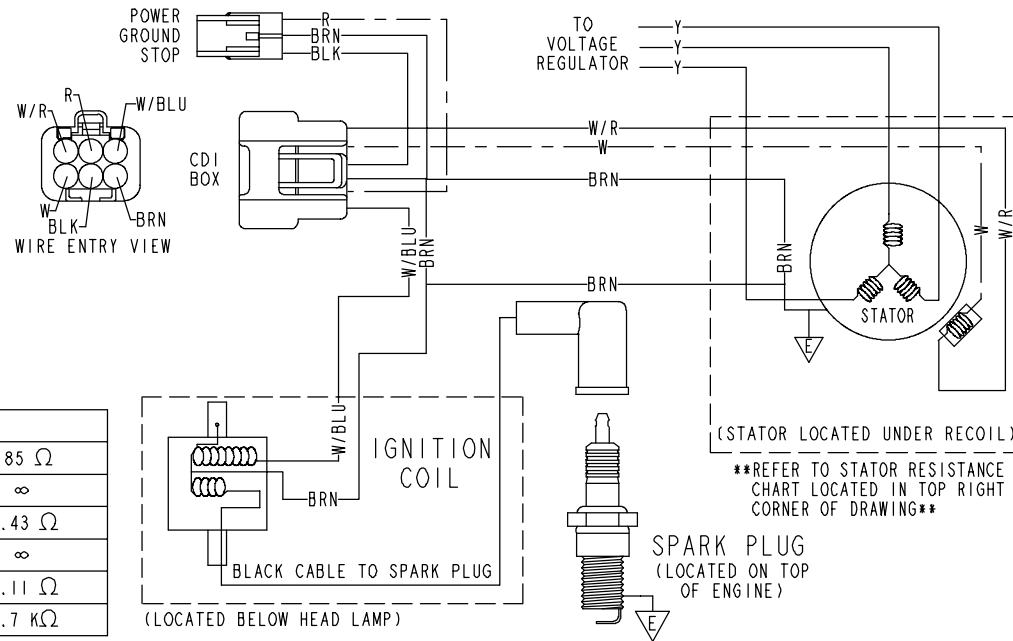 POWER
GROUND
STOP
R
BRN
BLK
TO
VOLTAGE
REGULATOR
Y
Y
Y
R
W/R
W/BLU
W
BLK
BRN
WIRE ENTRY VIEW
CDI
BOX
W/R
W
BRN
W/BLU
BRN
BRN
BRN
W
W/R
STATOR
E
(STATOR LOCATED UNDER RECOIL)
**REFER TO STATOR RESISTANCE
CHART LOCATED IN TOP RIGHT
CORNER OF DRAWING**
85 Ω
∞
.43 Ω
∞
.11 Ω
.7 KΩ
W/BLU
IGNITION
COIL
BRN
BLACK CABLE TO SPARK PLUG
(LOCATED BELOW HEAD LAMP)
SPARK PLUG
(LOCATED ON TOP
OF ENGINE)
E